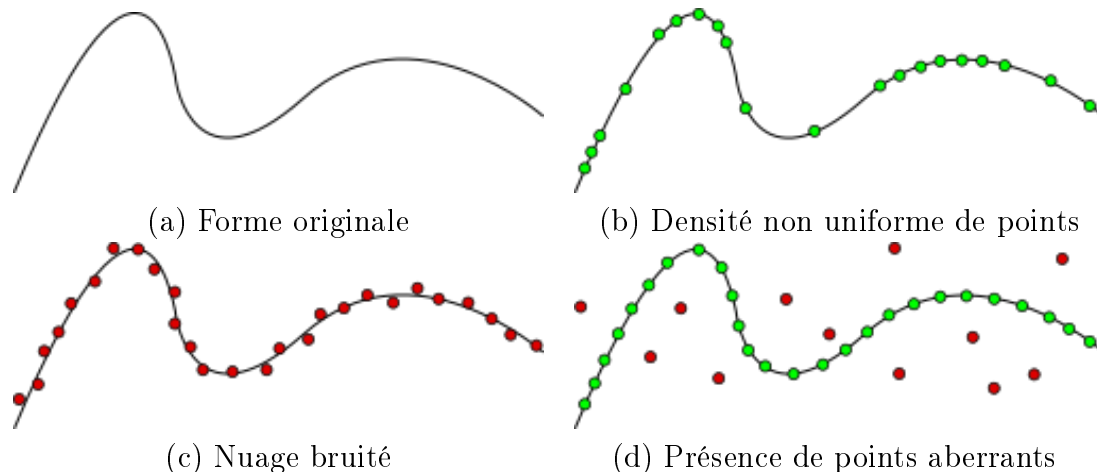 (a) Forme originale
(b) Densité non uniforme de points
(c) Nuage bruité
(d) Présence de points aberrants